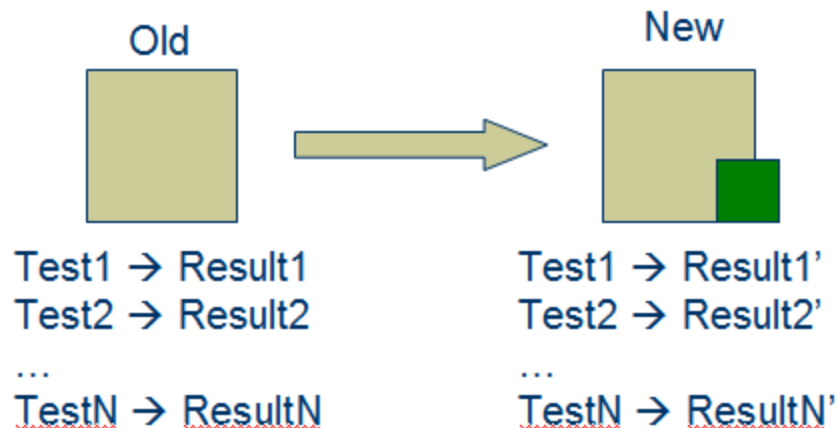 Old
Test1 → Result1
Test2 → Result2
...
TestN → ResultN
New
Test1 → Result1’
Test2 → Result2’
...
TestN → ResultN’